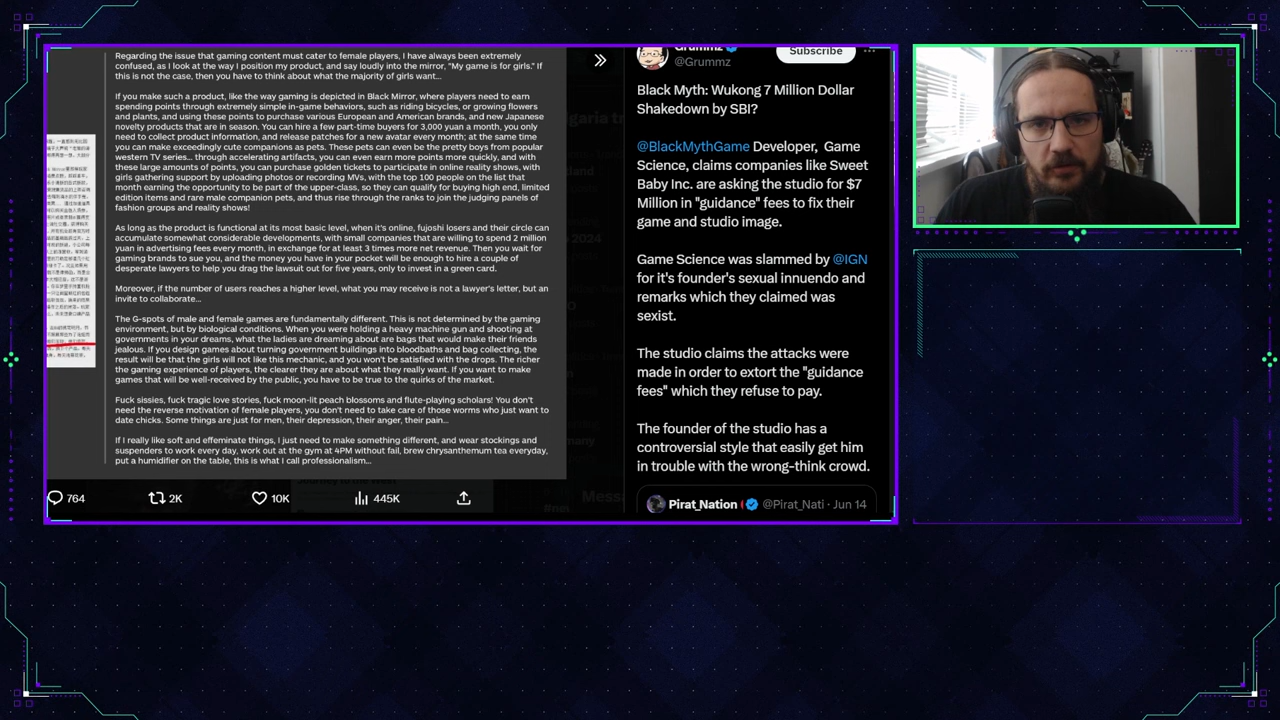 Regarding the issue that gaming content must cater to female players, I have always been extremely
confused, like changing the way I position the product, and say loudly into the mirror, "My game is for girls." If
this is not the case, then you have to think about what the majority of girls want...
If you made such a product like the way gaming is depicted in Black Mirror, where players need to earn
gold and points through riding multiple in-game bicycles, such as farming bicycles, or growing flowers
and plants, and using these points to purchase various European, American, Korean and Japanese
branded make up that have no copyright. You can hire a few part time buyers for 2000 yuan a month, you
need to collect product information, and release patches on new avatar every month; at the same time you
can purchase exceedingly cute companions as pets. These pets can even be the pretty boys from popular
western TV series... through accumulating artifacts, you can even earn more points more quickly, and with
these large amounts of points, you can purchase government tickets to participate in online reality shows, with
girls gathering support by uploading photos or recording MVs, with the top 100 people on the list that
month earning the opportunity to be part of the upper class, so they can qualify for buying beautiful, limited
edition items and rare male companion pets, and pass through the ranks to join the judging panels of
fashion groups and reality shows!
As long as the product is functional at its most basic state, when it's online, fujoshi losers and their circle can
accumulate somewhat considerable developments, with small companies that are willing to spend 2 million
yuan in advertising fees every month, in exchange for at least 3 times more net revenue. Then you wait for
gaming brands to sue you, and the money you have in your pocket will be enough to hire a couple of
desperate lawyers to help you drag the lawsuit on for two years, only to invest in a green card.
Moreover, if the number of users reaches a higher level, what you may receive is not a lawyer's letter, but an
invite to collaborate...
The G-spots of male and female games are fundamentally different. This is not determined by the gaming
environment, but by biological conditions. When you were holding a heavy machine gun and shooting at
governments in your dreams, what the ladies are dreaming about are bags that would make their friends
jealous. If you design games about turning government buildings into blood baths and bag collecting, the
result will be that the girls will not like this mechanic, and you won't be satisfied with the drops. The richer
the gaming experience of players, the clearer they are about what they really want. If you want to make
games that will be well-received by the public, you have to be true to the quirks of the market.
Fuck sissies, fuck tragic love stories, fuck moon-lit peach blossoms and flute-playing scholars! You don't
need the reverse motivation of female players, you don't need to take care of those worms who just want to
date chicks. Some things are just for men, their depression, their anger, their pain...
If I really like soft and effeminate things, I just need to make something different, and wear stockings and
suspenders to work every day, work out at the gym at 4PM without fail, brew chrysanthemum tea everyday,
put a humidifier on the table, this is what I call professionalism...
764
2K
10K
445K
Grummz
@Grummz
Subscribe
Black Myth: Wukong 7 Million Dollar
Shakedown by SBI?
@BlackMythGame developer, Game
Science, claims companies like Sweet
Baby Inc. are asking the studio for $7
Million in "guidance" fees to fix their
game and studio image.
Game Science was slammed by @IGN
for it's founder's sexual innuendo and
remarks which they claimed was
sexist.
The studio claims the attacks were
made in order to extort the "guidance
fees" which they refuse to pay.
The founder of the studio has a
controversial style that easily get him
in trouble with the wrong-think crowd.
Pirat_Nation
@Pirat_Nati · Jun 14